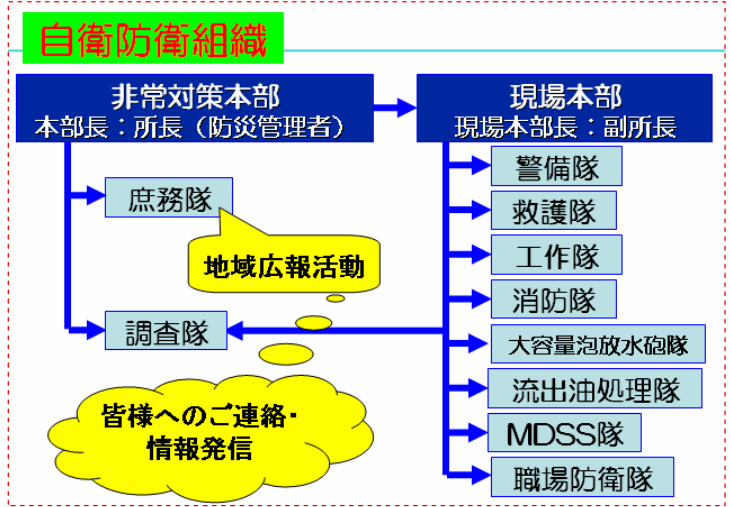 自衛防衛組織
非常対策本部
本部長：所長（防災管理者）
現場本部
現場本部長：副所長
庶務隊
地域広報活動
調査隊
皆様へのご連絡・
情報発信
警備隊
救護隊
工作隊
消防隊
大容量泡放水砲隊
流出油処理隊
MDSS隊
職場防衛隊